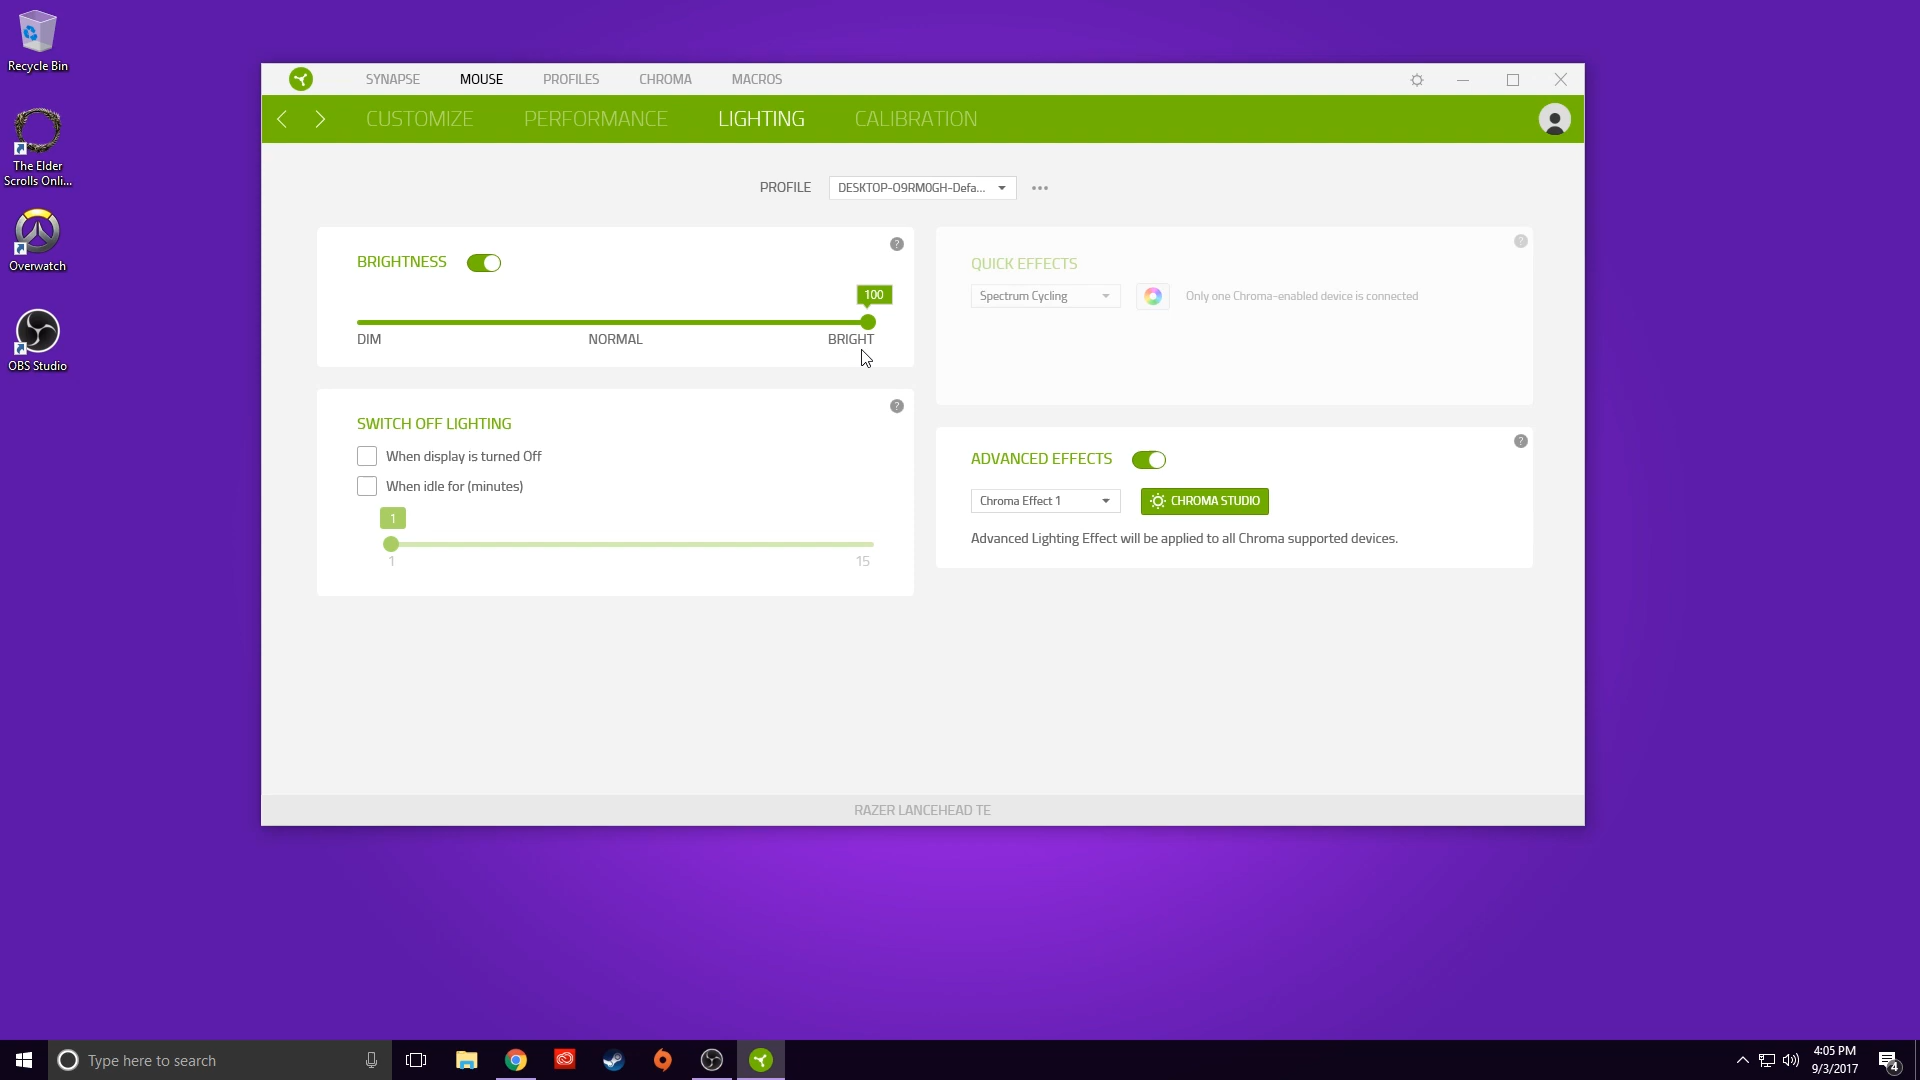 Recycle Bin
The Elder
Scrolls Onli...
Overwatch
OBS Studio
SYNAPSE MOUSE PROFILES CHROMA MACROS
CUSTOMIZE PERFORMANCE LIGHTING CALIBRATION
PROFILE DESKTOP-O9RM0GH-Defa...
BRIGHTNESS
?
100
DIM NORMAL BRIGHT
SWITCH OFF LIGHTING
?
When display is turned Off
When idle for (minutes)
1
1 15
QUICK EFFECTS
?
Spectrum Cycling Only one Chroma-enabled device is connected
ADVANCED EFFECTS
?
Chroma Effect 1 CHROMA STUDIO
Advanced Lighting Effect will be applied to all Chroma supported devices.
RAZER LANCEHEAD TE
Type here to search
4:05 PM
9/3/2017
4